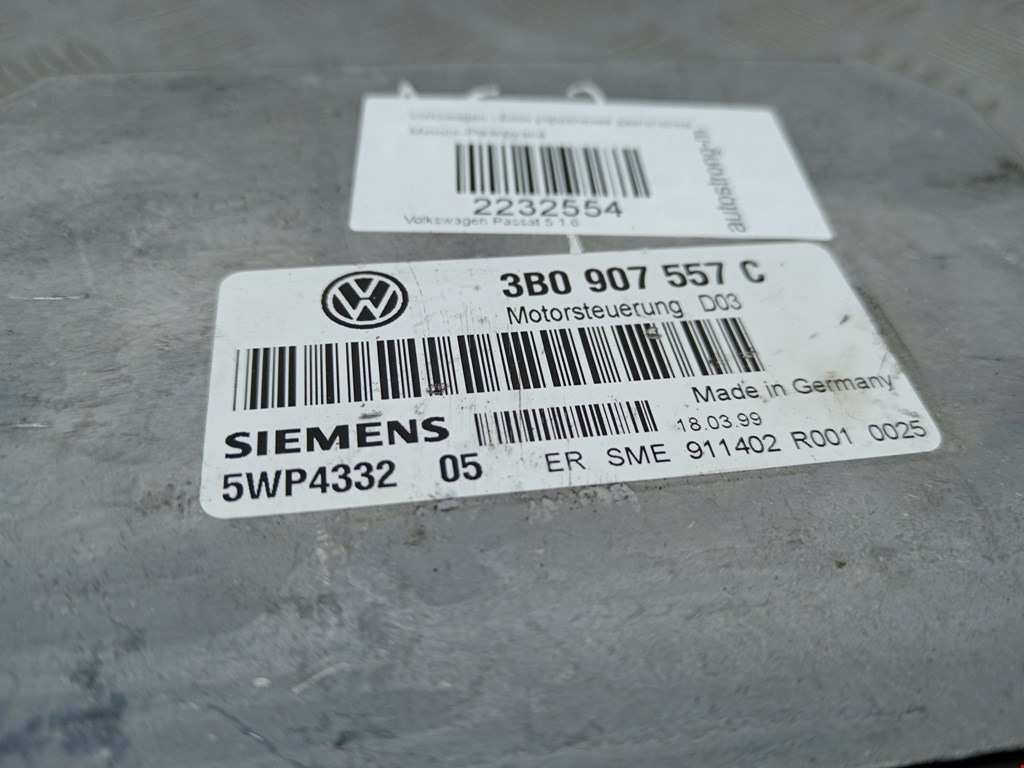 2232554
Volkswagen Passat 5 1.6
autostrong-m
3B0 907 557 C
Motorsteuerung D03
Made in Germany
SIEMENS
18.03.99
5WP4332 05
ER SME 911402 R001 0025